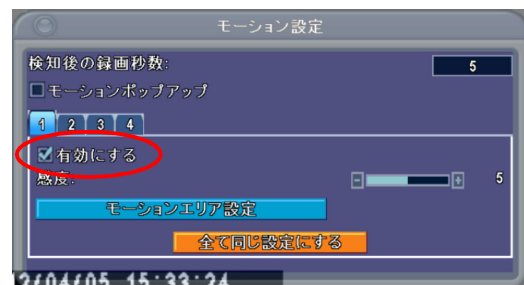 モーション設定
検知後の録画秒数: 5
モーションポップアップ
1 2 3 4
有効にする
感度: 5
モーションエリア設定
全て同じ設定にする
2/04/05 15:33:24